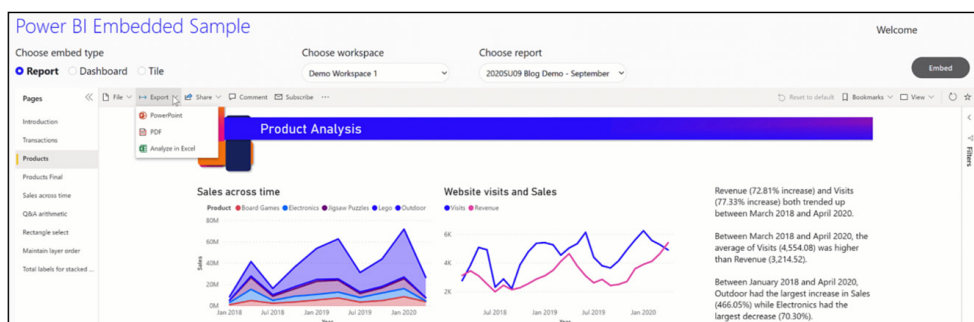 Power BI Embedded Sample
Welcome
Choose embed type
Choose workspace
Choose report
Report
Dashboard
Tile
Demo Workspace 1
2020SU09 Blog Demo - September
Embed
Pages
File
Export
Share
Comment
Subscribe
Reset to default
Bookmarks
View
PowerPoint
PDF
Analyze in Excel
Introduction
Transactions
Products
Products Final
Sales across time
Q&A arithmetic
Rectangle select
Maintain layer order
Total labels for stacked ...
Filters
Product Analysis
Sales across time
Product Board Games Electronics Jigsaw Puzzles Lego Outdoor
80M
60M
40M
20M
0M
Sales
Jan 2018 Jul 2018 Jan 2019 Jul 2019 Jan 2020
Year
Website visits and Sales
Visits Revenue
6K
4K
2K
Jul 2018 Jan 2019 Jul 2019 Jan 2020
Year
Revenue (72.81% increase) and Visits
(77.33% increase) both trended up
between March 2018 and April 2020.
Between March 2018 and April 2020, the
average of Visits (4,554.08) was higher
than Revenue (3,214.52).
Between January 2018 and April 2020,
Outdoor had the largest increase in Sales
(466.05%) while Electronics had the
largest decrease (70.30%).